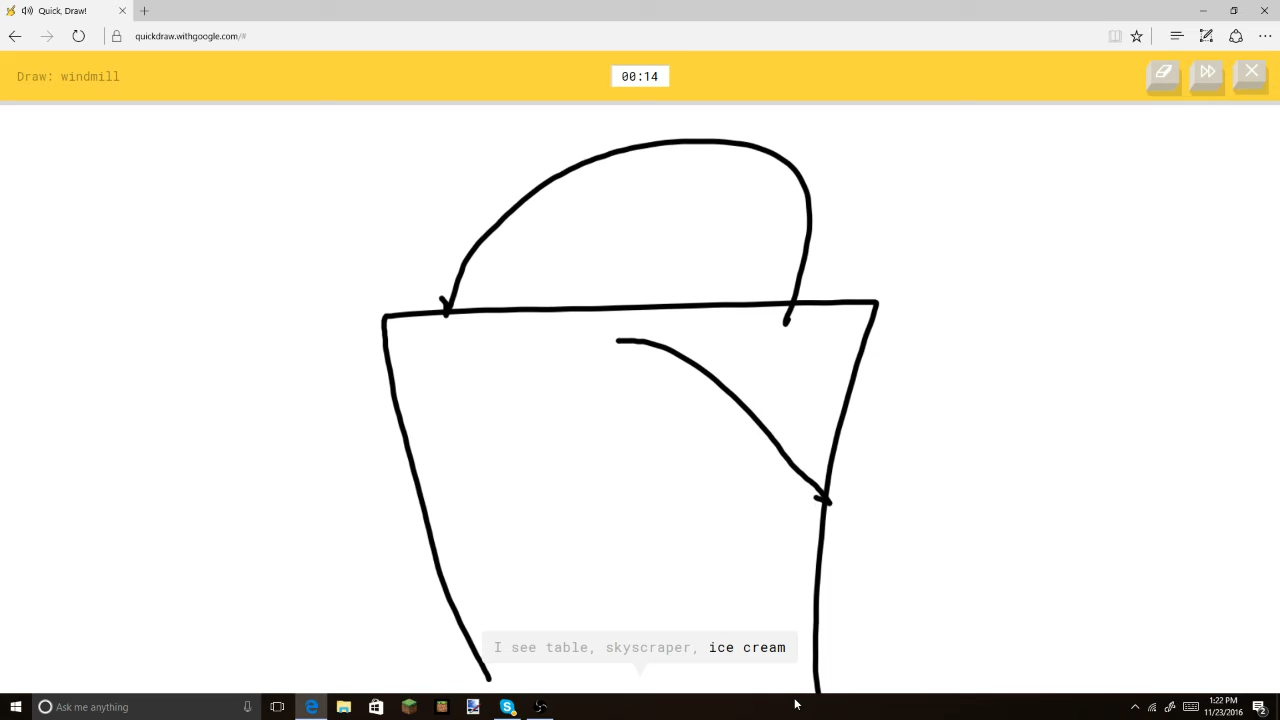 Quick, Draw!
quickdraw.withgoogle.com/#
Draw: windmill
00:14
I see table, skyscraper, ice cream
Ask me anything
1:22 PM
11/23/2016
2